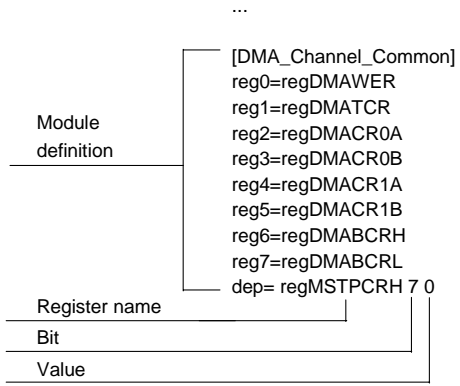 ...
[DMA_Channel_Common]
reg0=regDMAWER
reg1=regDMATCR
Module
definition
reg2=regDMACR0A
reg3=regDMACR0B
reg4=regDMACR1A
reg5=regDMACR1B
reg6=regDMABCRH
reg7=regDMABCRL
dep= regMSTPCRH 7 0
Register name
Bit
Value